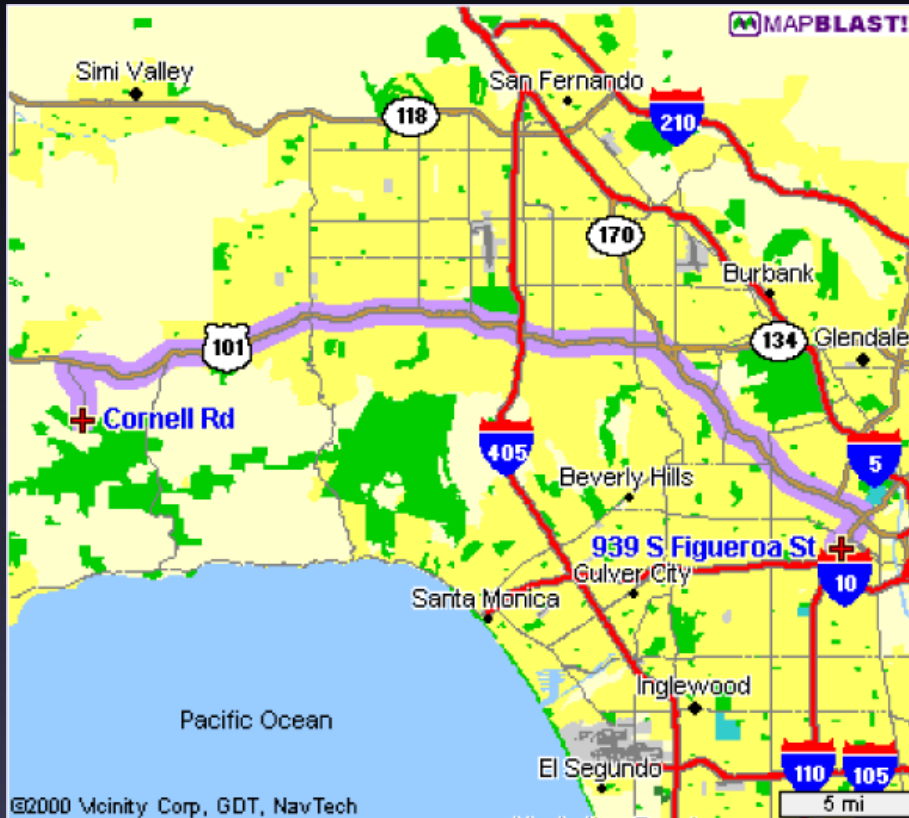 MAPBLAST!
Simi Valley
San Fernando
118
210
170
Burbank
134
Glendale
101
Cornell Rd
405
5
Beverly Hills
939 S Figueroa St
Culver City
10
Santa Monica
Inglewood
Pacific Ocean
El Segundo
110
105
©2000 Vicinity Corp, GDT, NavTech
5 mi